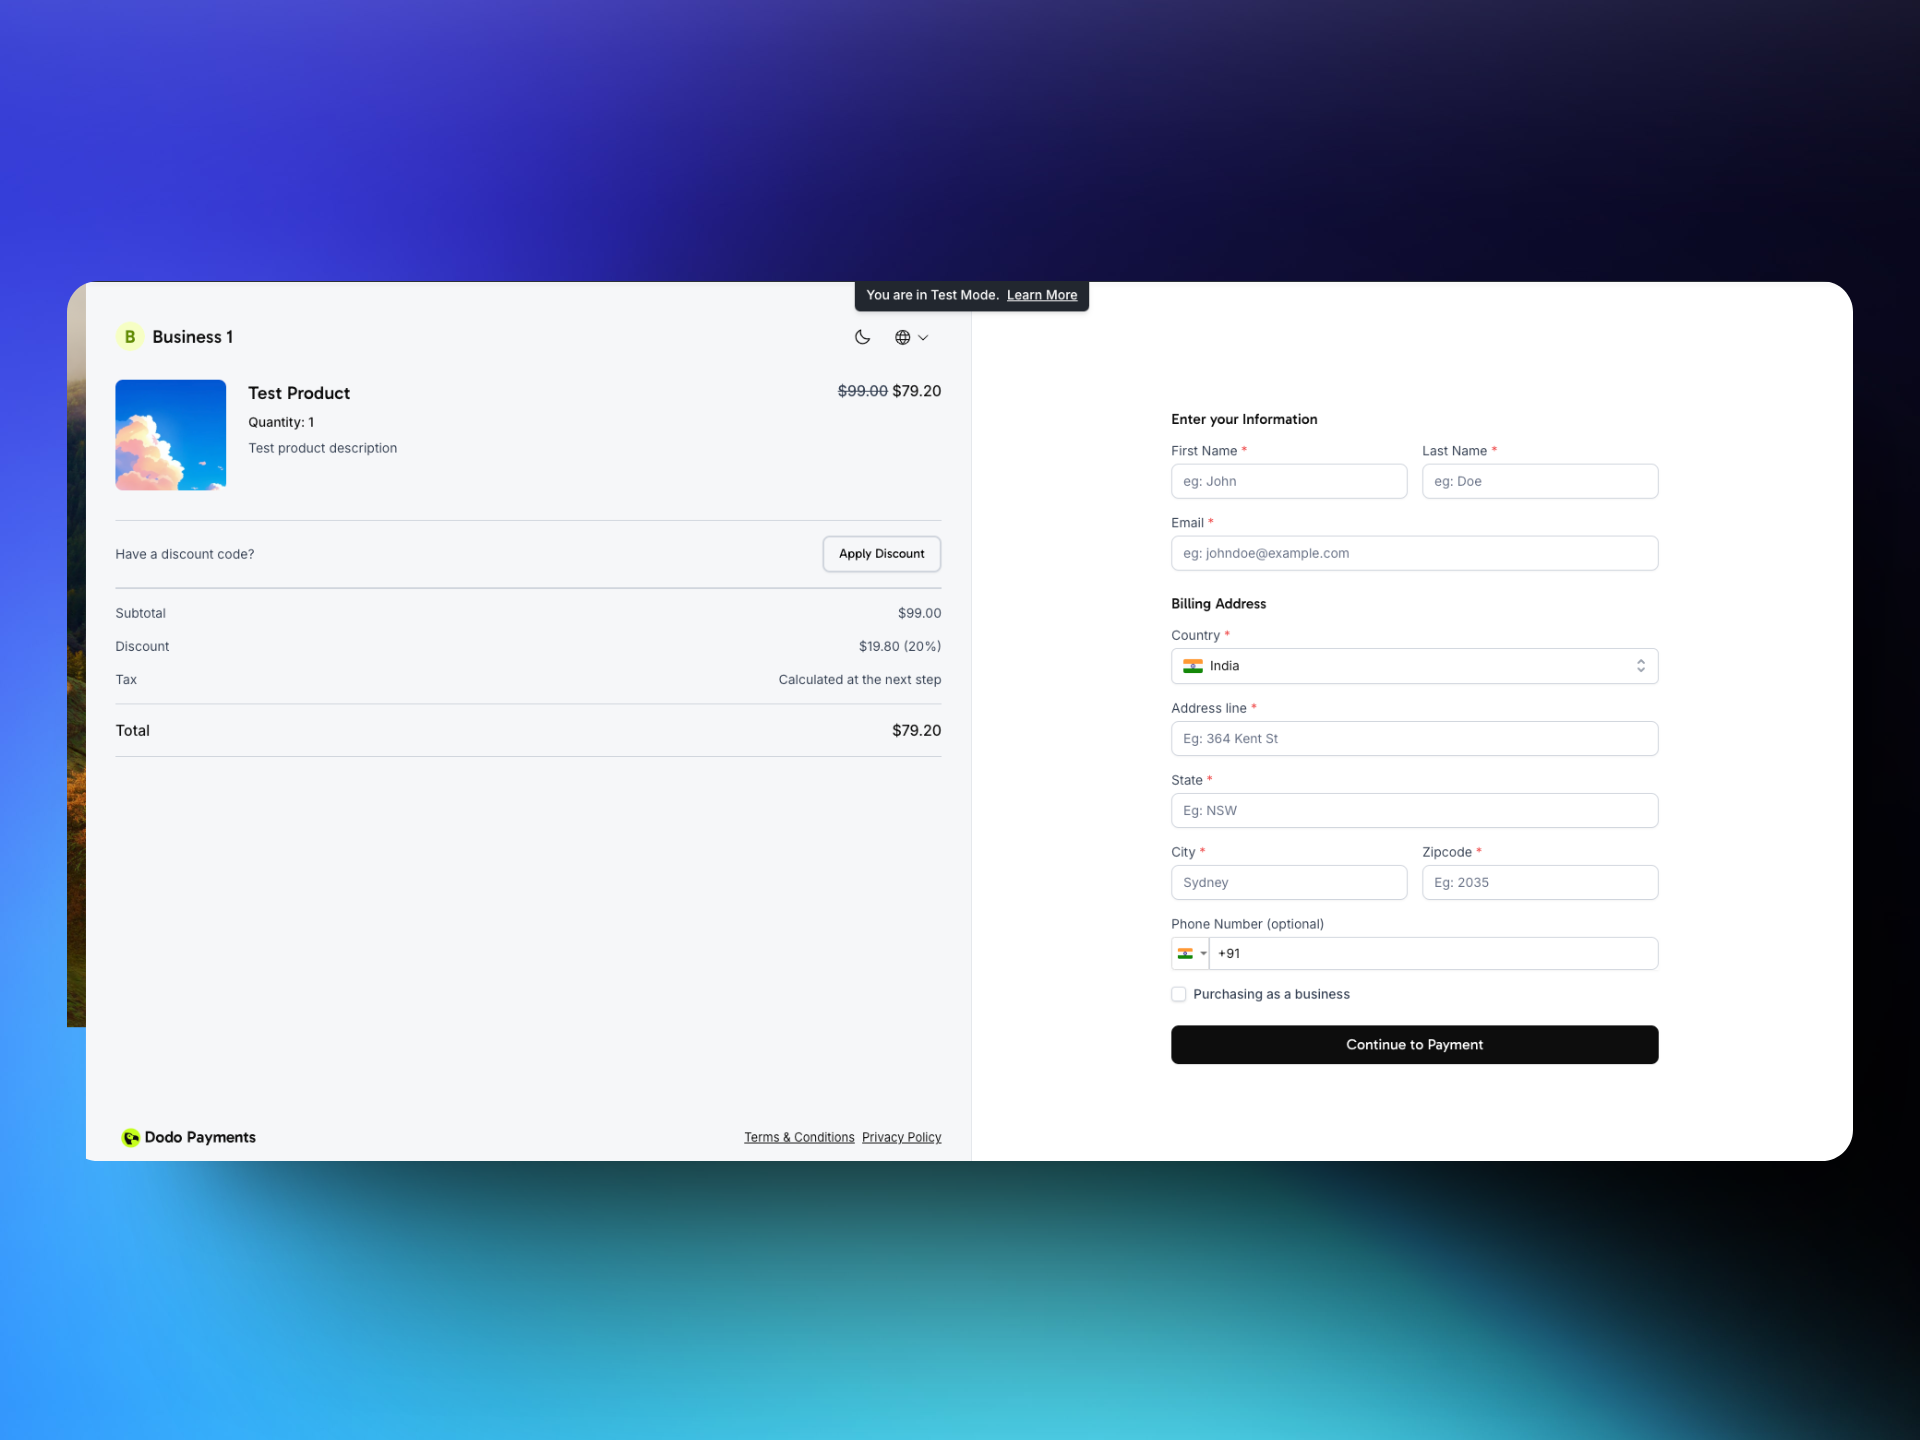 You are in Test Mode. Learn More
B Business 1
Test Product
$99.00 $79.20
Quantity: 1
Test product description
Have a discount code?
Apply Discount
Subtotal
$99.00
Discount
$19.80 (20%)
Tax
Calculated at the next step
Total
$79.20
Dodo Payments
Terms & Conditions Privacy Policy
Enter your Information
First Name *
Last Name *
eg: John
eg: Doe
Email *
eg: johndoe@example.com
Billing Address
Country *
India
Address line *
Eg: 364 Kent St
State *
Eg: NSW
City *
Zipcode *
Sydney
Eg: 2035
Phone Number (optional)
+91
Purchasing as a business
Continue to Payment